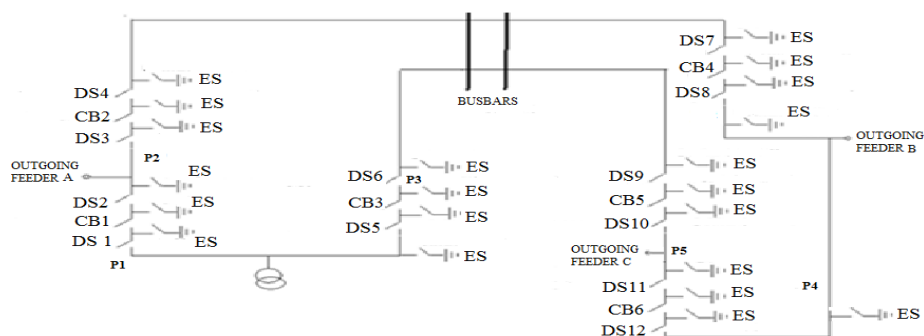 DS7
ES
CB4
ES
DS4
ES
DS8
ES
BUSBARS
CB2
ES
DS3
ES
ES
OUTGOING
FEEDER B
P2
OUTGOING
FEEDER A
ES
DS6
P3
ES
DS9
ES
DS2
CB3
ES
CB5
ES
CB1
ES
DS5
ES
DS10
ES
DS 1
ES
P1
ES
OUTGOING
FEEDER C
P5
ES
DS11
P4
CB6
ES
DS12
ES
ES